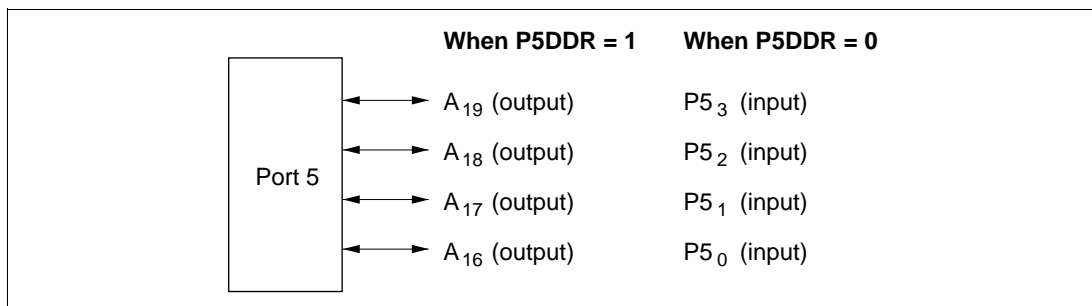 When P5DDR = 1 When P5DDR = 0
A19 (output) P53 (input)
A18 (output) P52 (input)
Port 5
A17 (output) P51 (input)
A16 (output) P50 (input)